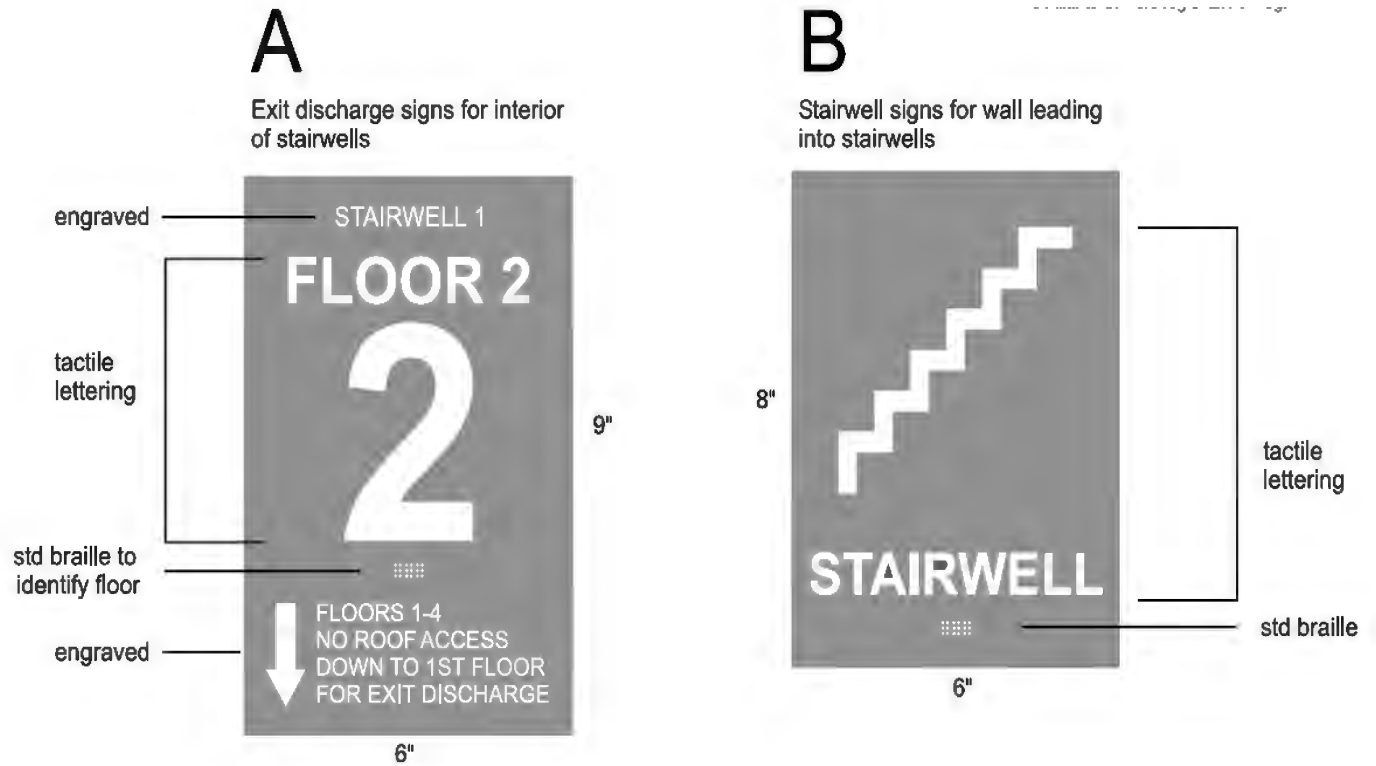 A
Exit discharge signs for interior
of stairwells
engraved
STAIRWELL 1
FLOOR 2
2
tactile
lettering
9"
std braille to
identify floor
engraved
FLOORS 1-4
NO ROOF ACCESS
DOWN TO 1ST FLOOR
FOR EXIT DISCHARGE
6"
B
Stairwell signs for wall leading
into stairwells
8"
tactile
lettering
STAIRWELL
std braille
6"